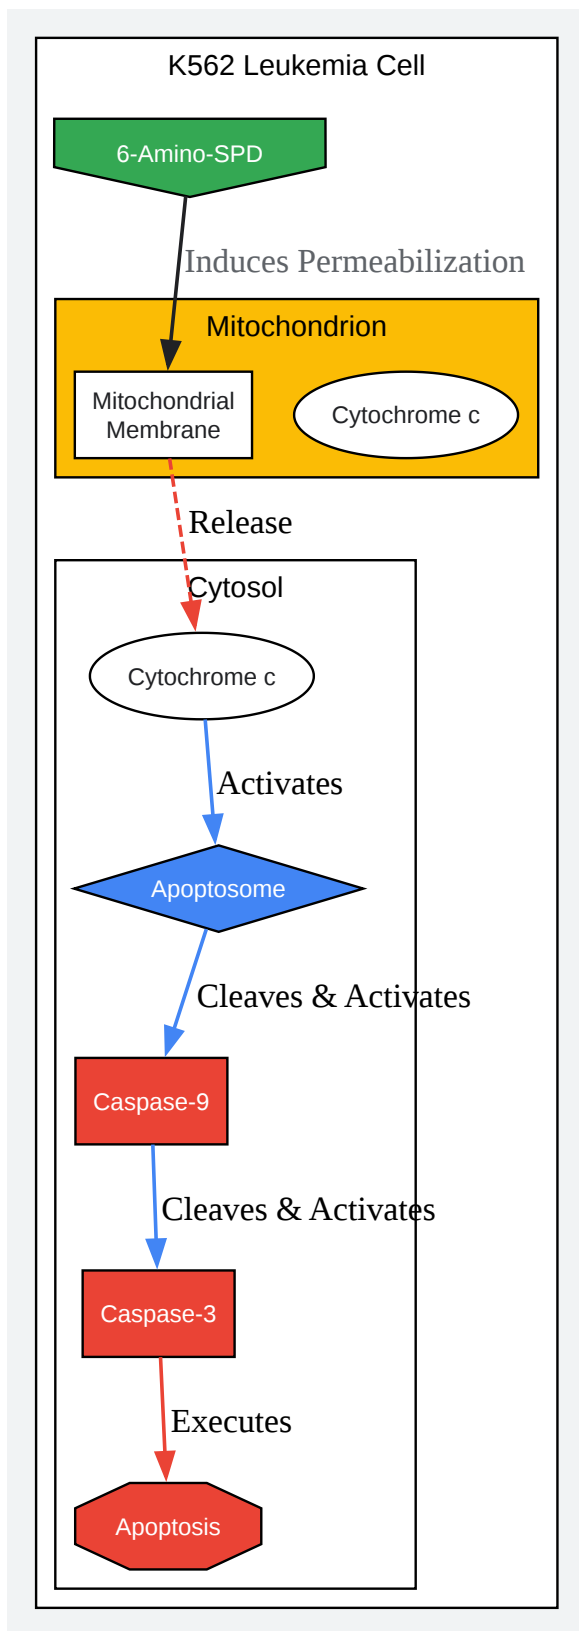 K562 Leukemia Cell
6-Amino-SPD
Induces Permeabilization
Mitochondrion
Mitochondrial
Membrane
Cytochrome c
Release
Cytosol
Cytochrome c
Activates
Apoptosome
Cleaves & Activates
Caspase-9
Cleaves & Activates
Caspase-3
Executes
Apoptosis